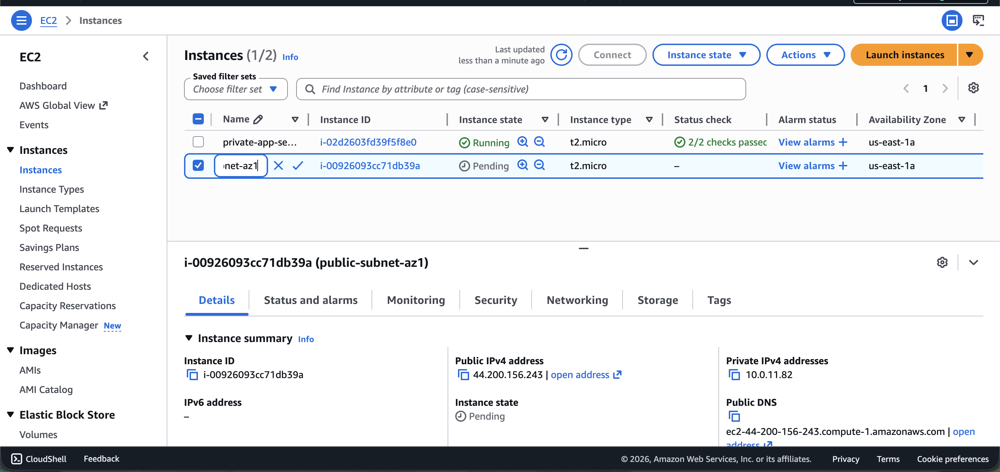 EC2 > Instances
EC2
Dashboard
AWS Global View
Events
Instances
Instances
Instance Types
Launch Templates
Spot Requests
Savings Plans
Reserved Instances
Dedicated Hosts
Capacity Reservations
Capacity Manager New
Images
AMIs
AMI Catalog
Elastic Block Store
Volumes
Instances (1/2) Info
Last updated
less than a minute ago
Connect
Instance state
Actions
Launch instances
Saved filter sets
Choose filter set
Find Instance by attribute or tag (case-sensitive)
1
Name Instance ID Instance state Instance type Status check Alarm status Availability Zone
private-app-se... i-02d2603fd39f5f8e0 Running t2.micro 2/2 checks passed View alarms + us-east-1a
net-az1 i-00926093cc71db39a Pending t2.micro – View alarms + us-east-1a
i-00926093cc71db39a (public-subnet-az1)
Details Status and alarms Monitoring Security Networking Storage Tags
Instance summary Info
Instance ID
i-00926093cc71db39a
IPv6 address
–
Public IPv4 address
44.200.156.243 | open address
Instance state
Pending
Private IPv4 addresses
10.0.11.82
Public DNS
ec2-44-200-156-243.compute-1.amazonaws.com | open
address
CloudShell Feedback © 2026, Amazon Web Services, Inc. or its affiliates. Privacy Terms Cookie preferences